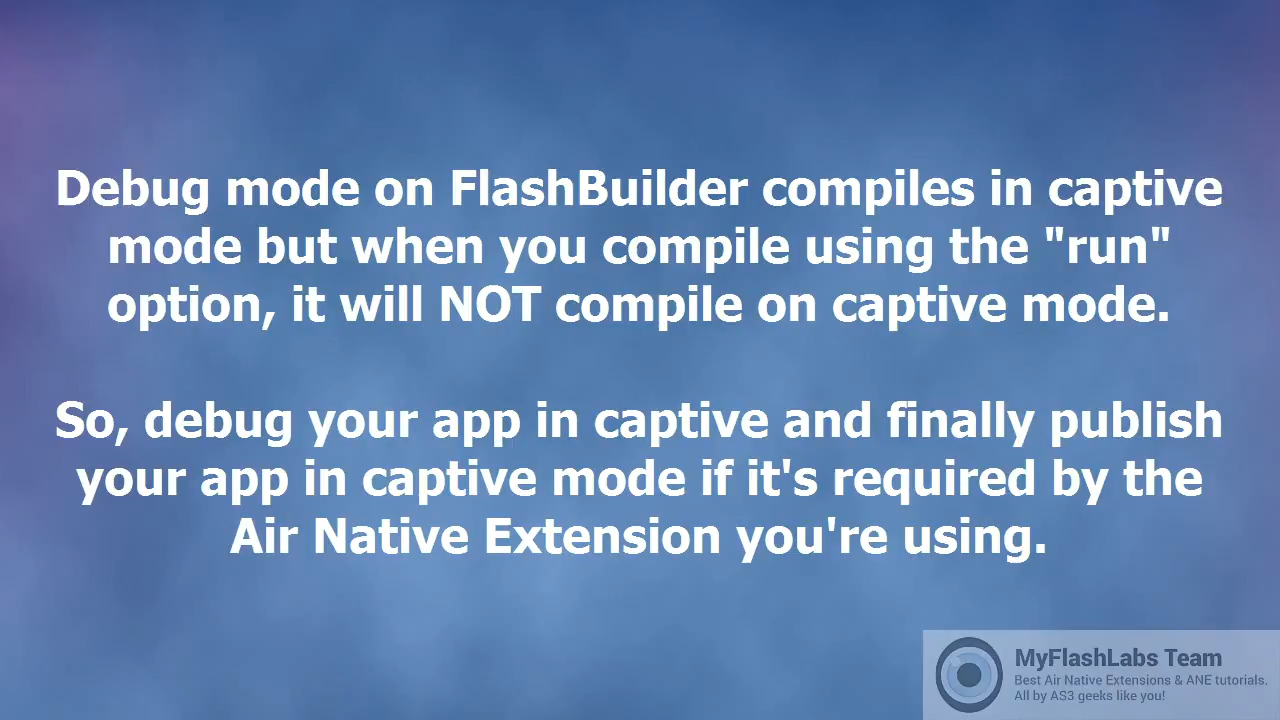 Debug mode on FlashBuilder compiles in captive
mode but when you compile using the "run"
option, it will NOT compile on captive mode.
So, debug your app in captive and finally publish
your app in captive mode if it's required by the
Air Native Extension you're using.
MyFlashLabs Team
Best Air Native Extensions & ANE tutorials.
All by AS3 geeks like you!